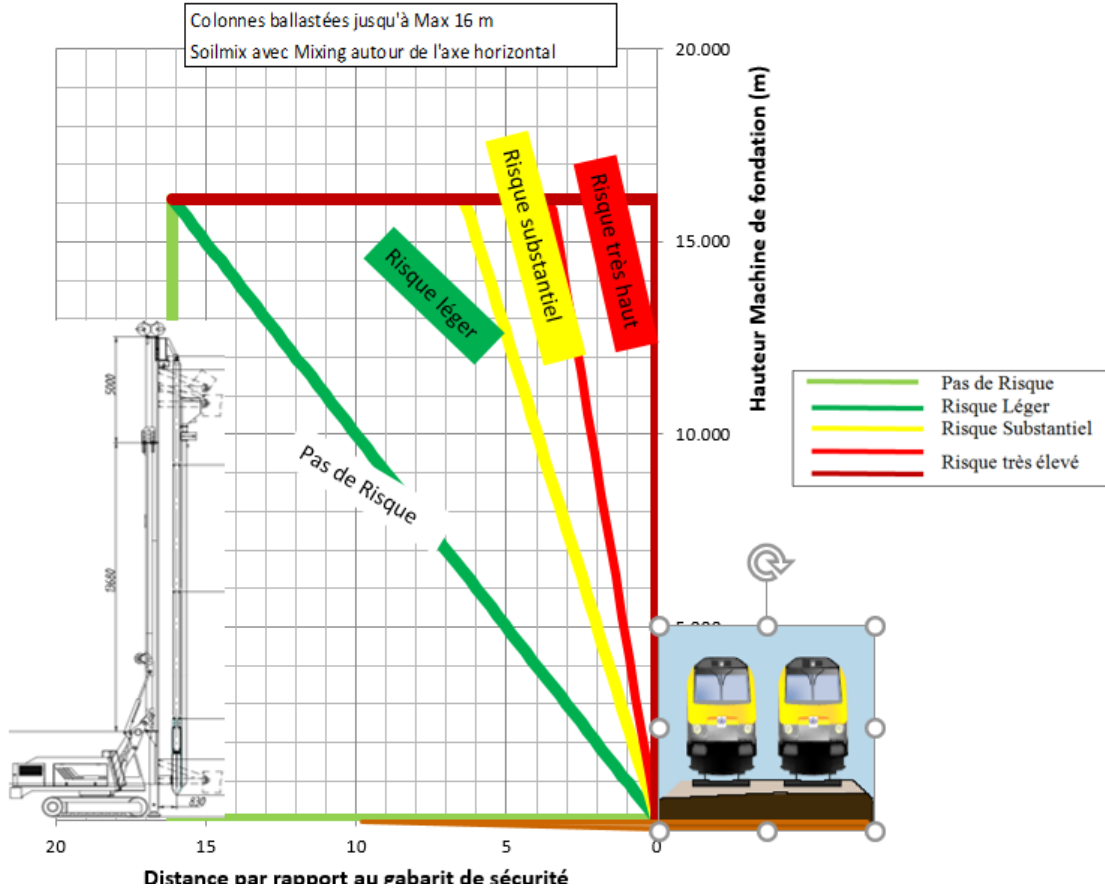 Colonnes ballastées jusqu'à Max 16 m
Soilmix avec Mixing autour de l'axe horizontal
20.000
15.000
10.000
Hauteur Machine de fondation (m)
Risque très haut
Risque substantiel
Risque léger
Pas de Risque
Pas de Risque
Risque Léger
Risque Substantiel
Risque très élevé
5000
13680
830
20
15
10
5
0
Distance par rapport au gabarit de sécurité